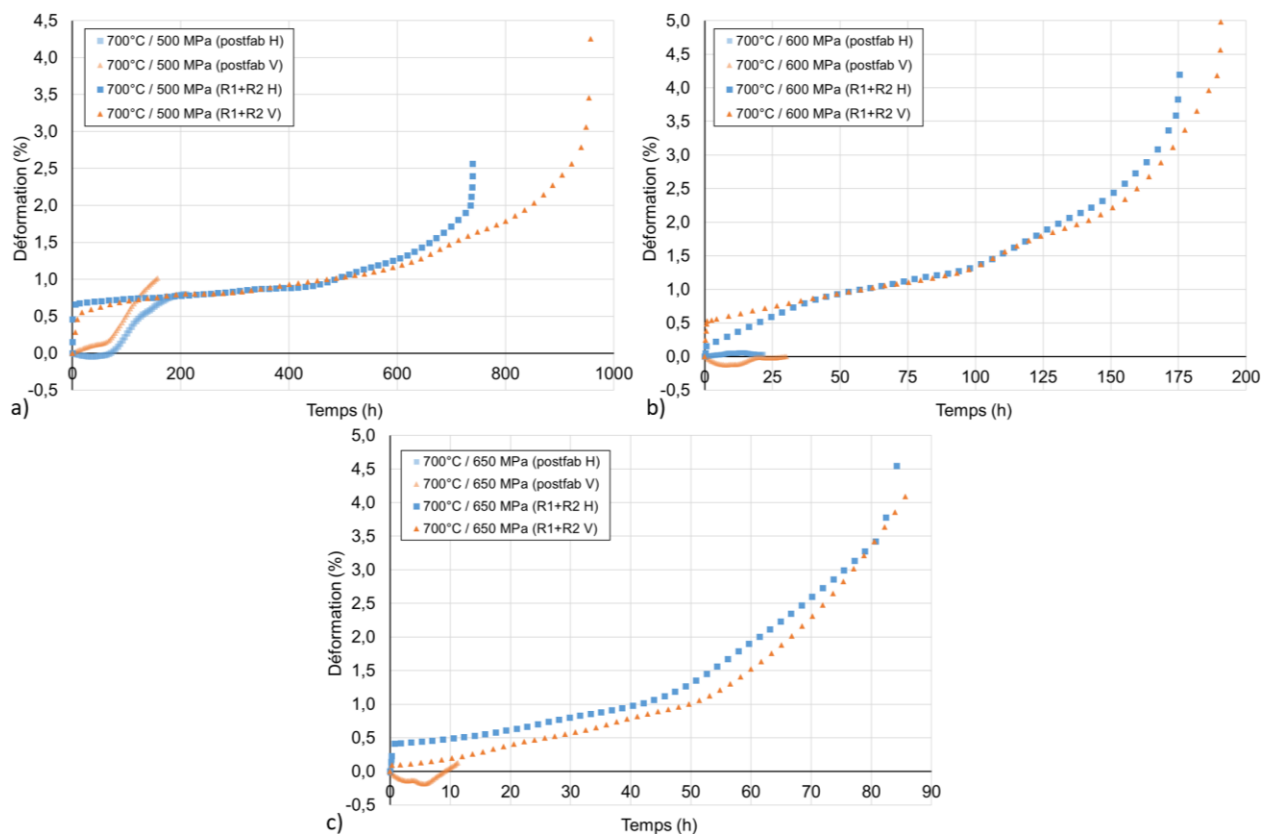 4,5
4,0
3,5
3,0
2,5
2,0
1,5
1,0
0,5
0,0
-0,5
Déformation (%)
700°C / 500 MPa (postfab H)
700°C / 500 MPa (postfab V)
700°C / 500 MPa (R1+R2 H)
700°C / 500 MPa (R1+R2 V)
0 200 400 600 800 1000
Temps (h)
a)
5,0
4,5
4,0
3,5
3,0
2,5
2,0
1,5
1,0
0,5
0,0
-0,5
Déformation (%)
700°C / 600 MPa (postfab H)
700°C / 600 MPa (postfab V)
700°C / 600 MPa (R1+R2 H)
700°C / 600 MPa (R1+R2 V)
0 25 50 75 100 125 150 175 200
Temps (h)
b)
5,0
4,5
4,0
3,5
3,0
2,5
2,0
1,5
1,0
0,5
0,0
-0,5
Déformation (%)
700°C / 650 MPa (postfab H)
700°C / 650 MPa (postfab V)
700°C / 650 MPa (R1+R2 H)
700°C / 650 MPa (R1+R2 V)
0 10 20 30 40 50 60 70 80 90
Temps (h)
c)